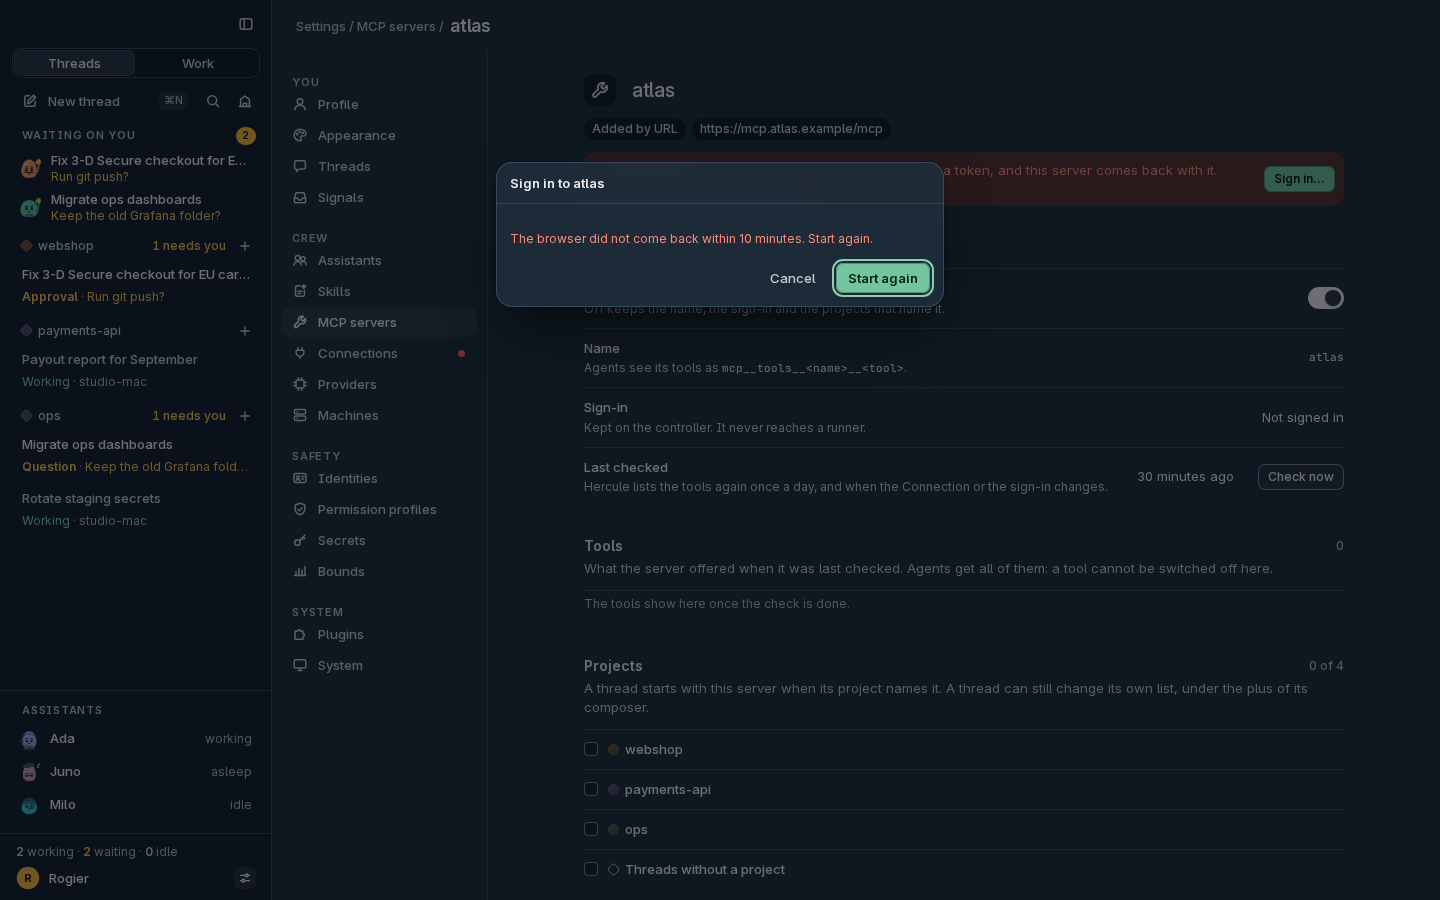 Settings / MCP servers / atlas
Threads
Work
New thread
⌘N
WAITING ON YOU
2
Fix 3-D Secure checkout for E…
Run git push?
Migrate ops dashboards
Keep the old Grafana folder?
webshop
1 needs you
Fix 3-D Secure checkout for EU car…
Approval · Run git push?
payments-api
Payout report for September
Working · studio-mac
ops
1 needs you
Migrate ops dashboards
Question · Keep the old Grafana fold…
Rotate staging secrets
Working · studio-mac
ASSISTANTS
Ada
working
Juno
asleep
Milo
idle
2 working · 2 waiting · 0 idle
R
Rogier
YOU
Profile
Appearance
Threads
Signals
CREW
Assistants
Skills
MCP servers
Connections
Providers
Machines
SAFETY
Identities
Permission profiles
Secrets
Bounds
SYSTEM
Plugins
System
atlas
Added by URL
https://mcp.atlas.example/mcp
a token, and this server comes back with it.
Sign in…
Sign in to atlas
The browser did not come back within 10 minutes. Start again.
Cancel
Start again
Off keeps the name, the sign-in and the projects that name it.
Name
Agents see its tools as mcp__tools__<name>__<tool>.
atlas
Sign-in
Kept on the controller. It never reaches a runner.
Not signed in
Last checked
Hercule lists the tools again once a day, and when the Connection or the sign-in changes.
30 minutes ago
Check now
Tools
0
What the server offered when it was last checked. Agents get all of them: a tool cannot be switched off here.
The tools show here once the check is done.
Projects
0 of 4
A thread starts with this server when its project names it. A thread can still change its own list, under the plus of its
composer.
webshop
payments-api
ops
Threads without a project